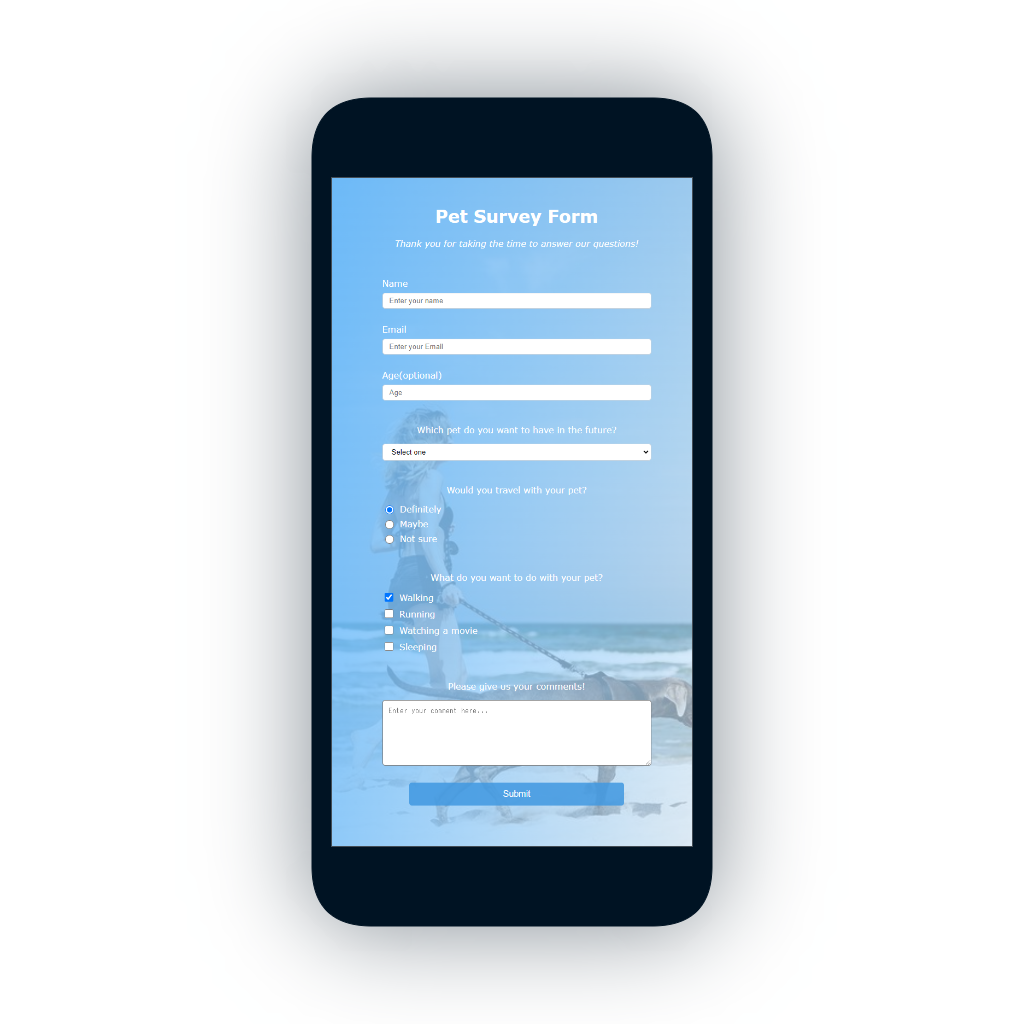 Pet Survey Form
Thank you for taking the time to answer our questions!
Name
Enter your name
Email
Enter your Email
Age(optional)
Age
Which pet do you want to have in the future?
Select one
Would you travel with your pet?
Definitely
Maybe
Not sure
What do you want to do with your pet?
Walking
Running
Watching a movie
Sleeping
Please give us your comments!
Enter your comment here...
Submit